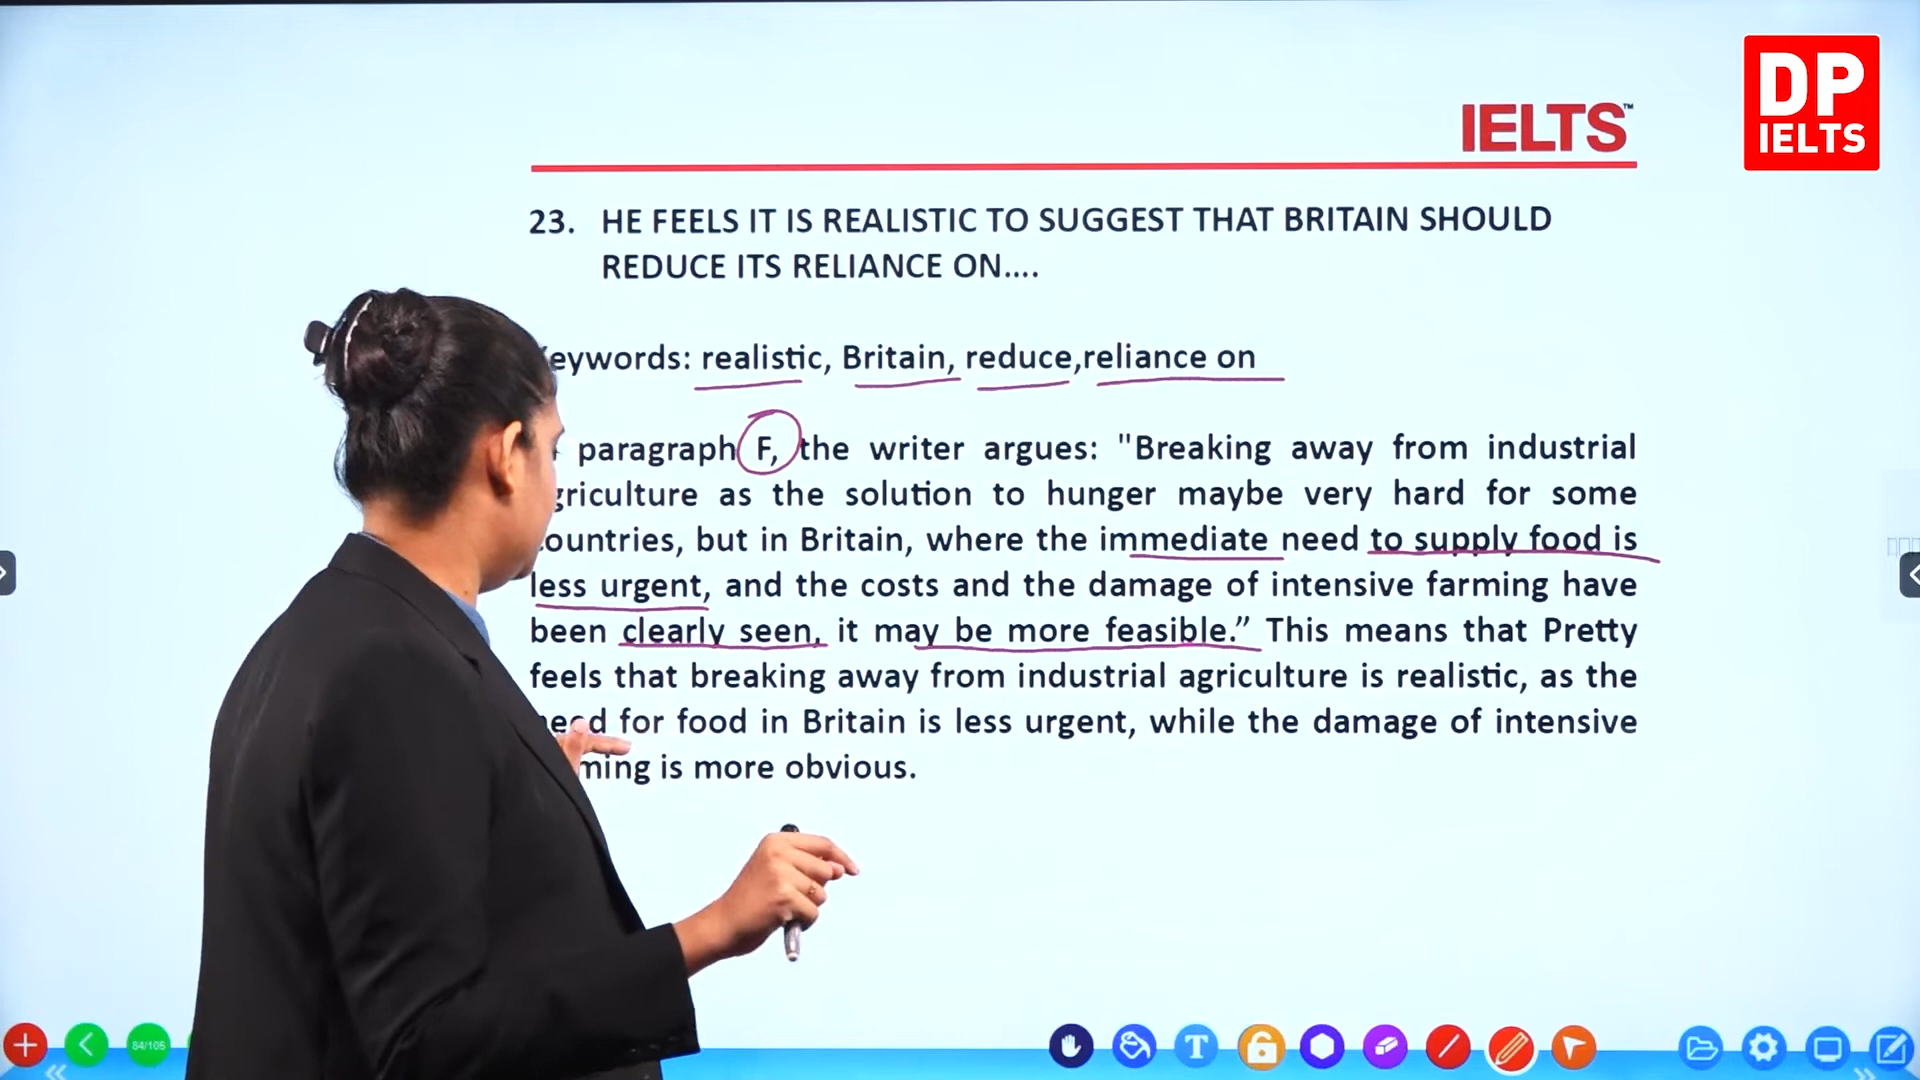 DP
IELTS
IELTS™
23. HE FEELS IT IS REALISTIC TO SUGGEST THAT BRITAIN SHOULD
REDUCE ITS RELIANCE ON....
eywords: realistic, Britain, reduce,reliance on
paragraph F, the writer argues: "Breaking away from industrial
griculture as the solution to hunger maybe very hard for some
countries, but in Britain, where the immediate need to supply food is
less urgent, and the costs and the damage of intensive farming have
been clearly seen, it may be more feasible.” This means that Pretty
feels that breaking away from industrial agriculture is realistic, as the
need for food in Britain is less urgent, while the damage of intensive
ming is more obvious.
84/105
T